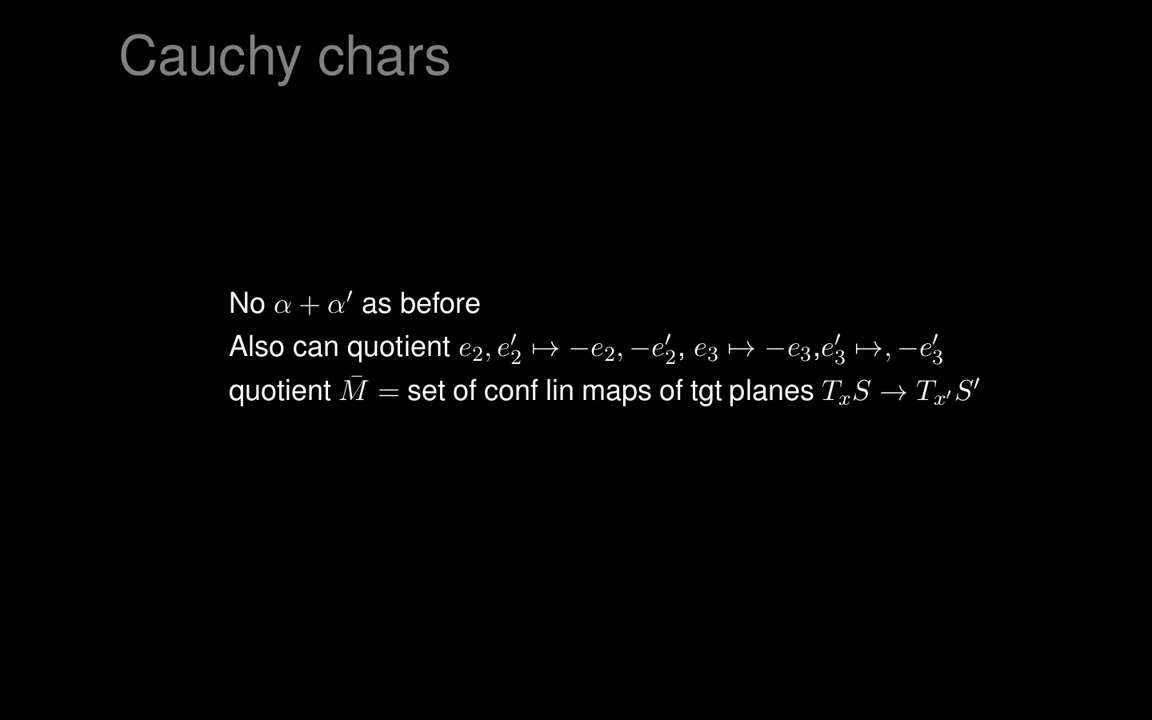 Cauchy chars
No α + α′ as before
Also can quotient e₂, e′₂ ↦ −e₂, −e′₂, e₃ ↦ −e₃,e′₃ ↦, −e′₃
quotient M̄ = set of conf lin maps of tgt planes TₓS → Tₓ′S′